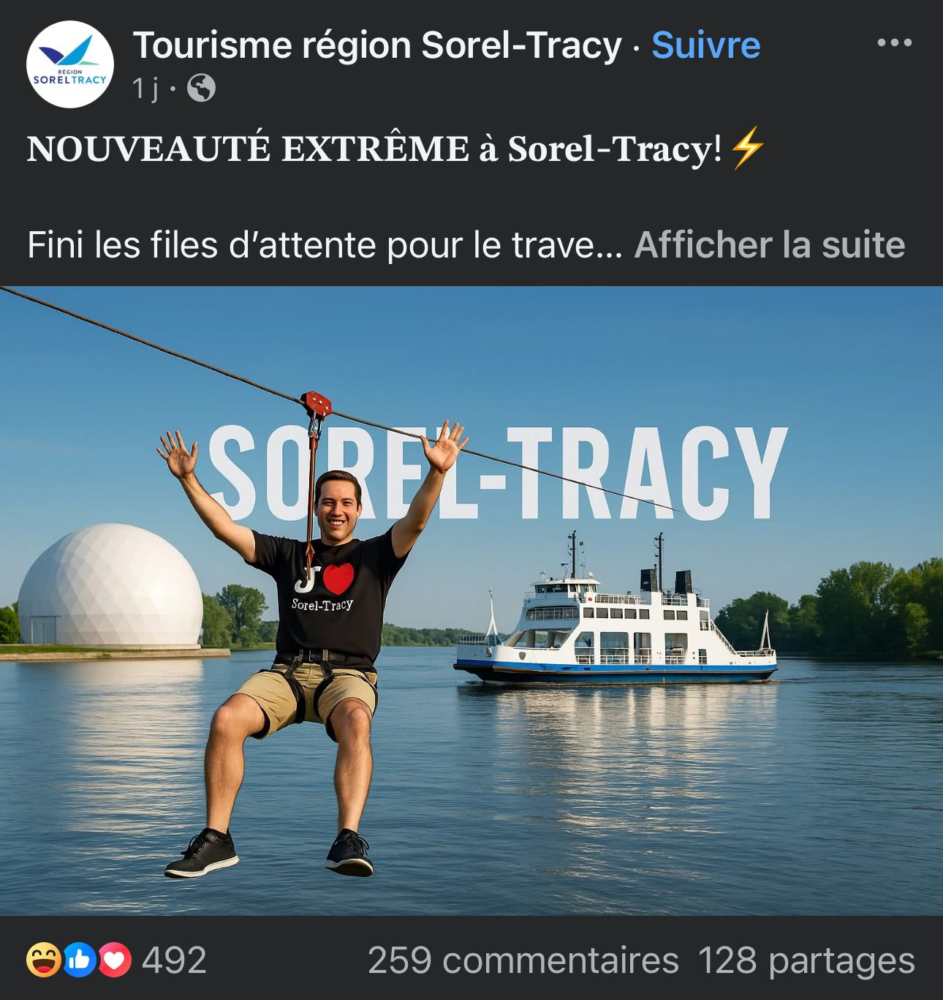 Tourisme région Sorel-Tracy · Suivre
RÉGION
SORELTRACY
1 j ·
NOUVEAUTÉ EXTRÊME à Sorel-Tracy!⚡
Fini les files d’attente pour le trave... Afficher la suite
SOREL-TRACY
J ❤
Sorel-Tracy
492
259 commentaires 128 partages